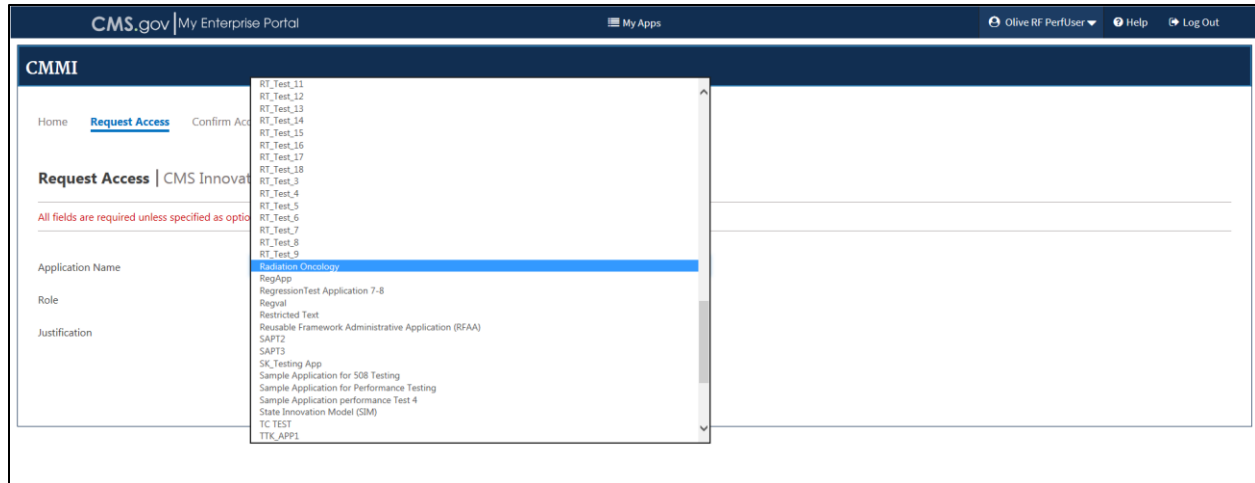 CMS.gov My Enterprise Portal My Apps Olive RF PerfUser Help Log Out
CMMI
Home Request Access Confirm Acc
Request Access | CMS Innovat
All fields are required unless specified as optio
Application Name
Role
Justification
RT_Test_11
RT_Test_12
RT_Test_13
RT_Test_14
RT_Test_15
RT_Test_16
RT_Test_17
RT_Test_18
RT_Test_3
RT_Test_4
RT_Test_5
RT_Test_6
RT_Test_7
RT_Test_8
RT_Test_9
Radiation Oncology
RegApp
RegressionTest Application 7-8
Regval
Restricted Text
Reusable Framework Administrative Application (RFAA)
SAPT2
SAPT3
SK_Testing App
Sample Application for 508 Testing
Sample Application for Performance Testing
Sample Application performance Test 4
State Innovation Model (SIM)
TC TEST
TTK_APP1